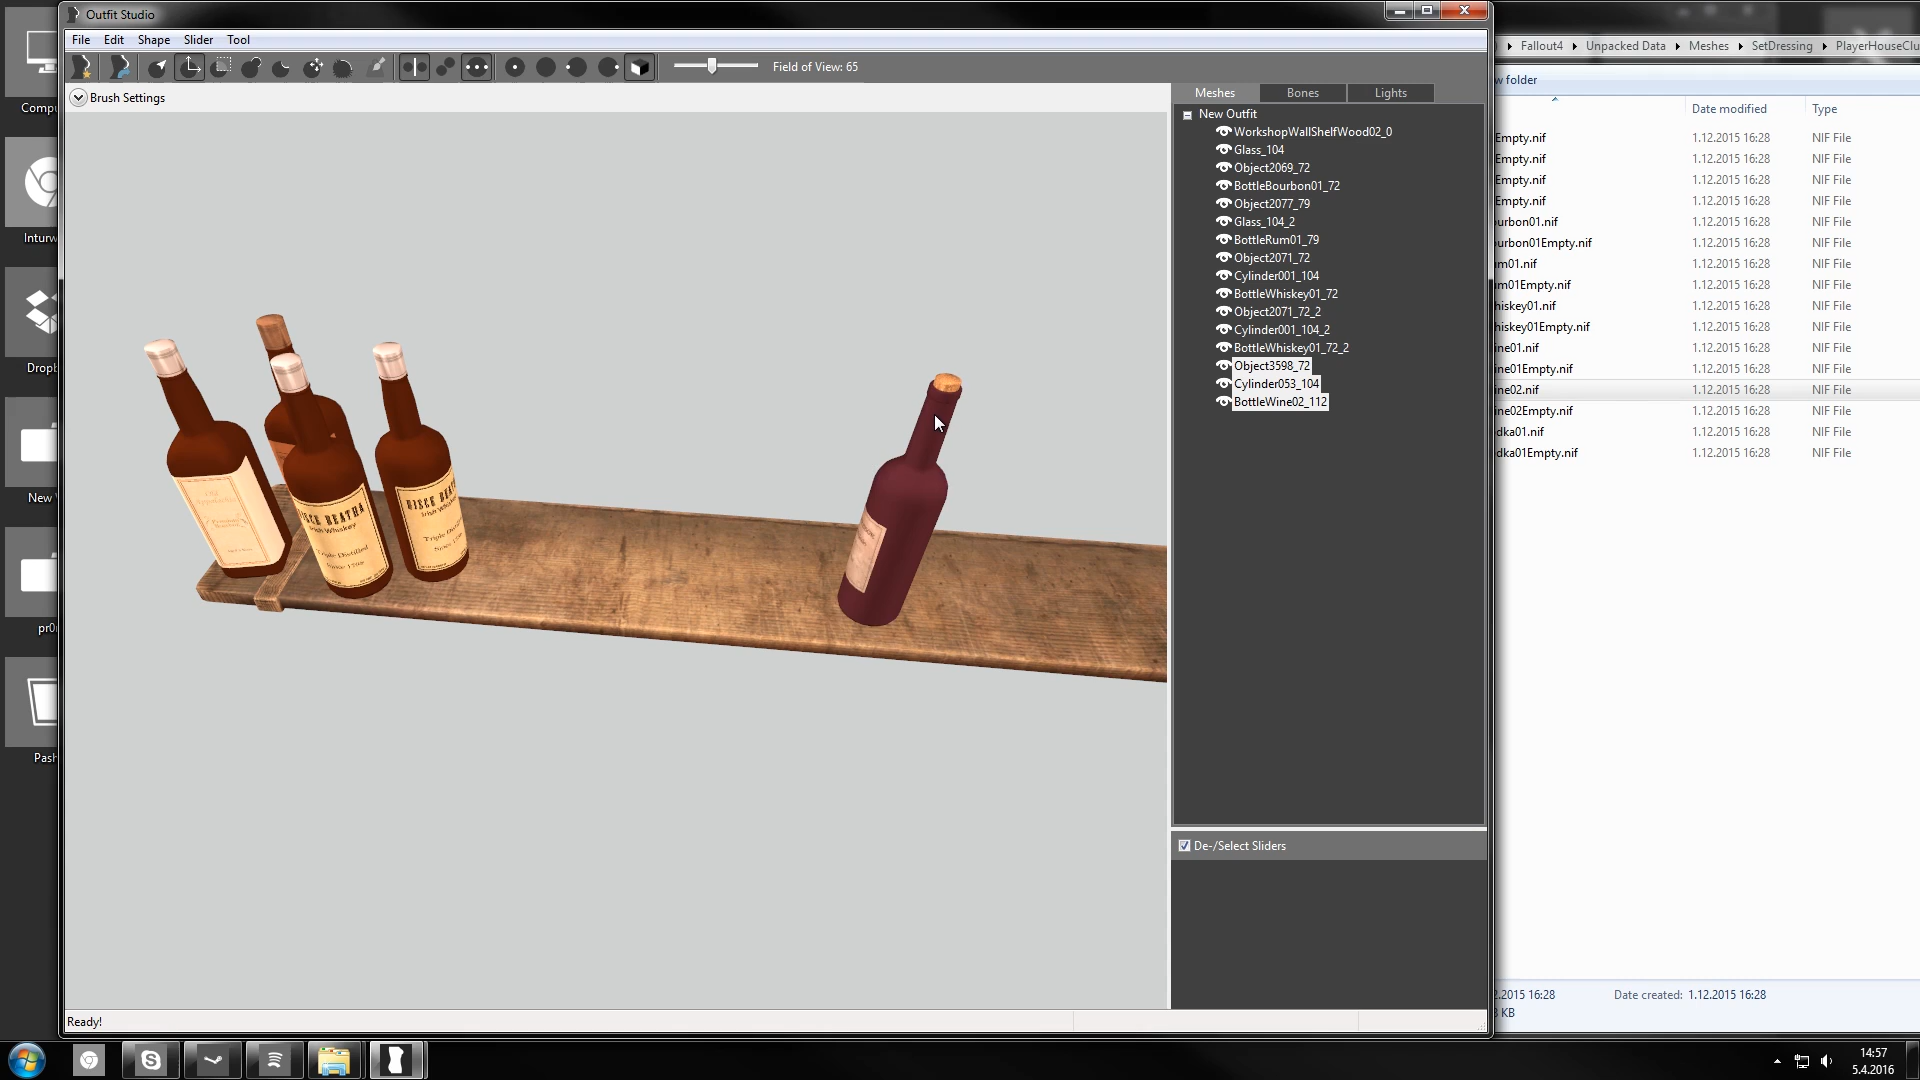 Outfit Studio
File Edit Shape Slider Tool
Field of View: 65
Brush Settings
Meshes Bones Lights
New Outfit
WorkshopWallShelfWood02_0
Glass_104
Object2069_72
BottleBourbon01_72
Object2077_79
Glass_104_2
BottleRum01_79
Object2071_72
Cylinder001_104
BottleWhiskey01_72
Object2071_72_2
Cylinder001_104_2
BottleWhiskey01_72_2
Object3598_72
Cylinder053_104
BottleWine02_112
De-/Select Sliders
Ready!
Irish Whiskey
Triple Distilled
Since 1768
Fallout4 Unpacked Data Meshes SetDressing PlayerHouseClu
w folder
Date modified Type
Empty.nif 1.12.2015 16:28 NIF File
Empty.nif 1.12.2015 16:28 NIF File
Empty.nif 1.12.2015 16:28 NIF File
Empty.nif 1.12.2015 16:28 NIF File
urbon01.nif 1.12.2015 16:28 NIF File
urbon01Empty.nif 1.12.2015 16:28 NIF File
m01.nif 1.12.2015 16:28 NIF File
m01Empty.nif 1.12.2015 16:28 NIF File
hiskey01.nif 1.12.2015 16:28 NIF File
hiskey01Empty.nif 1.12.2015 16:28 NIF File
ine01.nif 1.12.2015 16:28 NIF File
ine01Empty.nif 1.12.2015 16:28 NIF File
ine02.nif 1.12.2015 16:28 NIF File
ine02Empty.nif 1.12.2015 16:28 NIF File
dka01.nif 1.12.2015 16:28 NIF File
dka01Empty.nif 1.12.2015 16:28 NIF File
2.2015 16:28 Date created: 1.12.2015 16:28
3 KB
Compu
Inturw
Dropb
New
pr0
Pash
14:57
5.4.2016